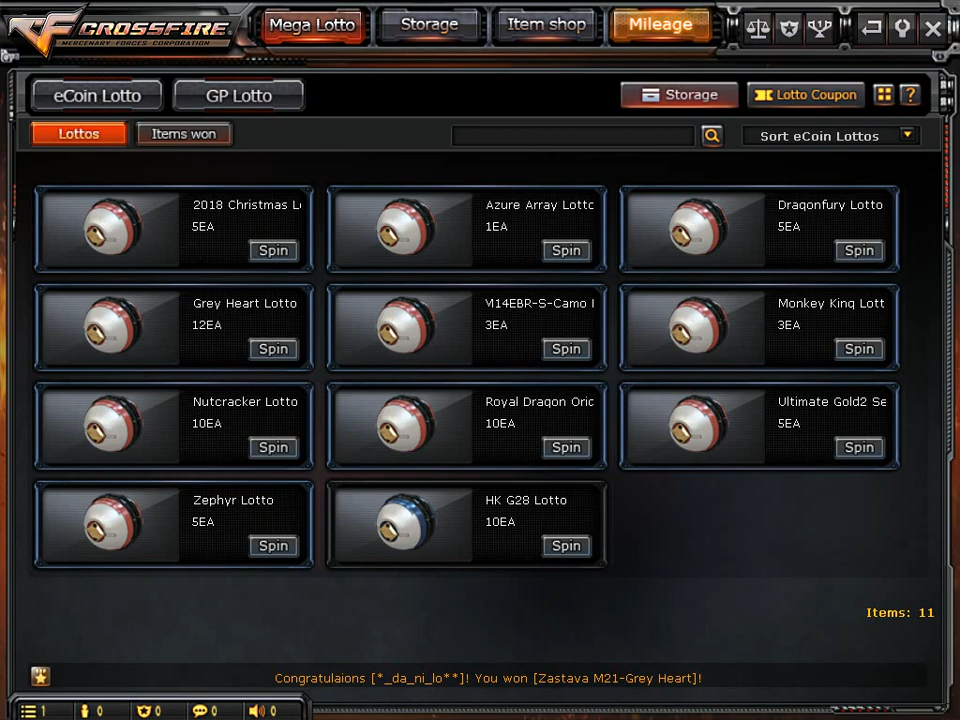 CROSSFIRE
MERCENARY FORCES CORPORATION
Mega Lotto
Storage
Item shop
Mileage
eCoin Lotto
GP Lotto
Storage
Lotto Coupon
?
Lottos
Items won
Sort eCoin Lottos
2018 Christmas L
5EA
Spin
Azure Array Lotto
1EA
Spin
Dragonfury Lotto
5EA
Spin
Grey Heart Lotto
12EA
Spin
M14EBR-S-Camo
3EA
Spin
Monkey King Lott
3EA
Spin
Nutcracker Lotto
10EA
Spin
Royal Dragon Oric
10EA
Spin
Ultimate Gold2 Se
5EA
Spin
Zephyr Lotto
5EA
Spin
HK G28 Lotto
10EA
Spin
Items: 11
Congratulaions [*_da_ni_lo**]! You won [Zastava M21-Grey Heart]!
1 0 0 0 0